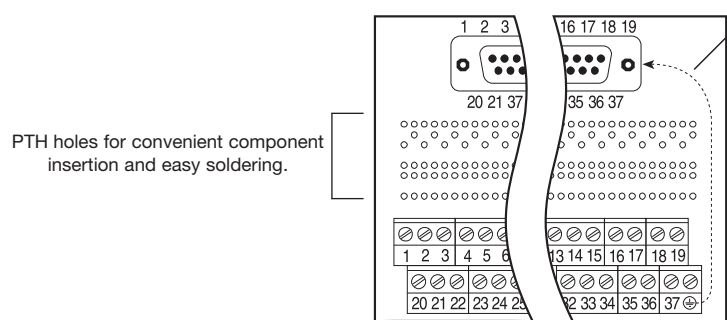 1 2 3 16 17 18 19
20 21 37 35 36 37
PTH holes for convenient component
insertion and easy soldering.
1 2 3 4 5 6 13 14 15 16 17 18 19
20 21 22 23 24 25 32 33 34 35 36 37